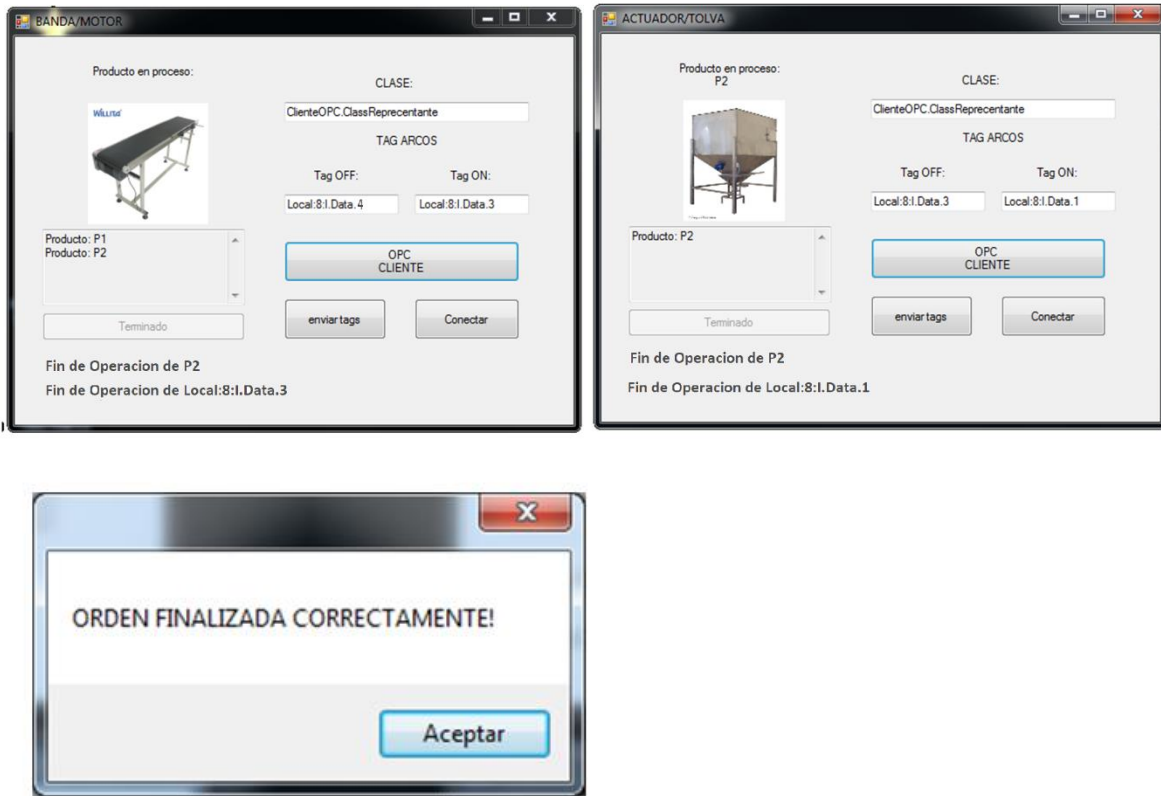 BANDA/MOTOR
Producto en proceso:
WiLLiSa
CLASE:
ClienteOPC.ClassReprecentante
TAG ARCOS
Tag OFF: Tag ON:
Local:8:I.Data.4 Local:8:I.Data.3
Producto: P1
Producto: P2
OPC
CLIENTE
Terminado
enviar tags Conectar
Fin de Operacion de P2
Fin de Operacion de Local:8:I.Data.3
ACTUADOR/TOLVA
Producto en proceso:
P2
CLASE:
ClienteOPC.ClassReprecentante
TAG ARCOS
Tag OFF: Tag ON:
Local:8:I.Data.3 Local:8:I.Data.1
Producto: P2
OPC
CLIENTE
Terminado
enviar tags Conectar
Fin de Operacion de P2
Fin de Operacion de Local:8:I.Data.1
ORDEN FINALIZADA CORRECTAMENTE!
Aceptar